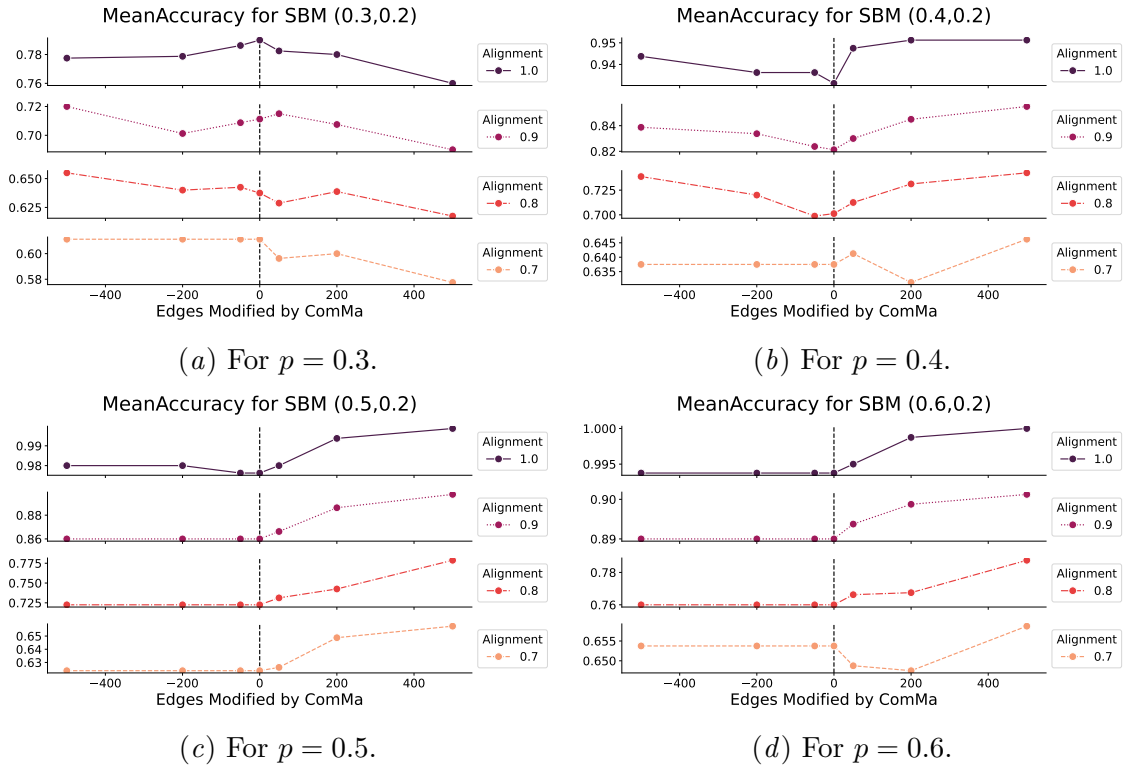 MeanAccuracy for SBM (0.3,0.2)
0.78
0.76
Alignment
1.0
0.72
0.70
Alignment
0.9
0.650
0.625
Alignment
0.8
0.60
0.58
Alignment
0.7
−400 −200 0 200 400
Edges Modified by ComMa
(a) For p = 0.3.
MeanAccuracy for SBM (0.4,0.2)
0.95
0.94
Alignment
1.0
0.84
0.82
Alignment
0.9
0.725
0.700
Alignment
0.8
0.645
0.640
0.635
Alignment
0.7
−400 −200 0 200 400
Edges Modified by ComMa
(b) For p = 0.4.
MeanAccuracy for SBM (0.5,0.2)
0.99
0.98
Alignment
1.0
0.88
0.86
Alignment
0.9
0.775
0.750
0.725
Alignment
0.8
0.65
0.64
0.63
Alignment
0.7
−400 −200 0 200 400
Edges Modified by ComMa
(c) For p = 0.5.
MeanAccuracy for SBM (0.6,0.2)
1.000
0.995
Alignment
1.0
0.90
0.89
Alignment
0.9
0.78
0.76
Alignment
0.8
0.655
0.650
Alignment
0.7
−400 −200 0 200 400
Edges Modified by ComMa
(d) For p = 0.6.